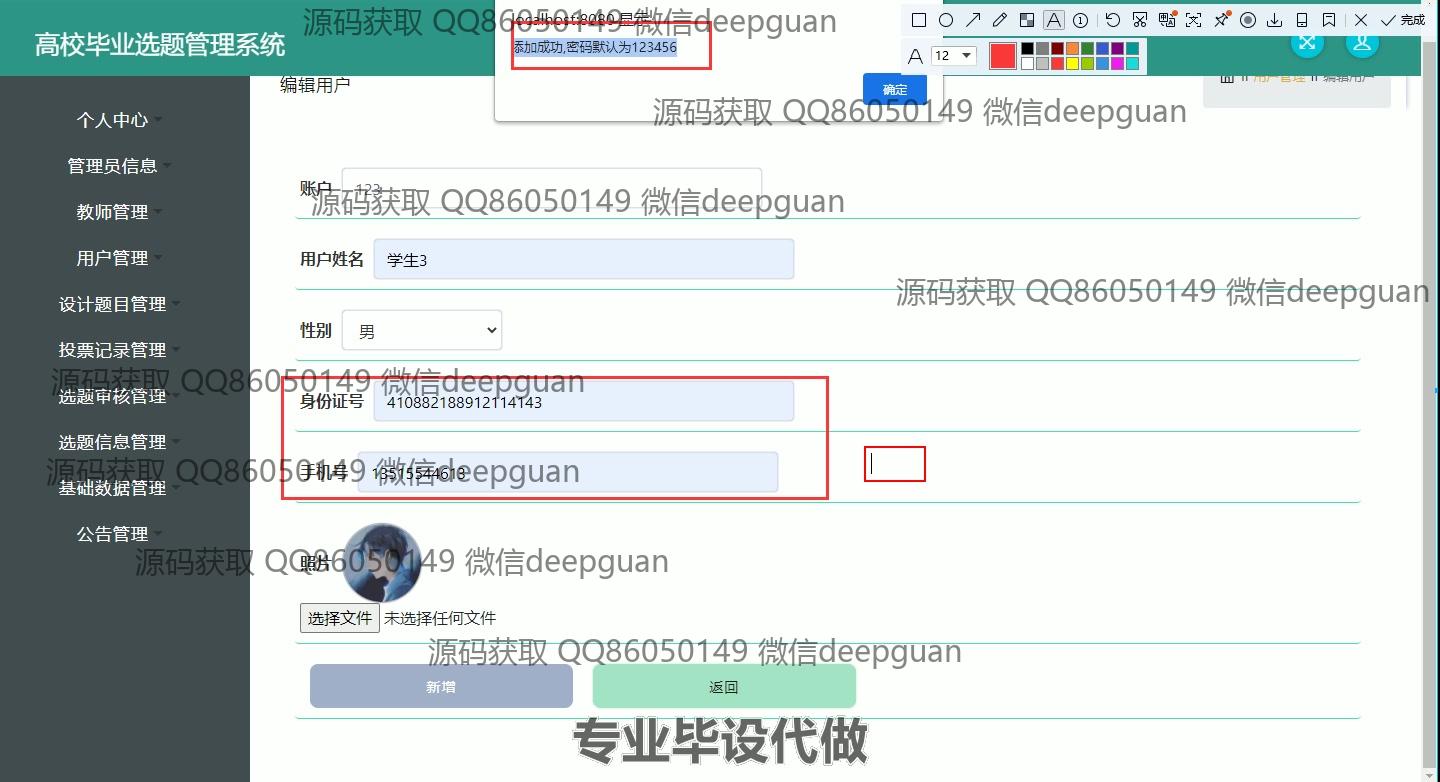 源码获取 QQ86050149 微信deepguan
高校毕业选题管理系统
localhost:8080 显示
添加成功,密码默认为123456
确定
12
完成
编辑用户
用户管理 // 编辑用户
源码获取 QQ86050149 微信deepguan
个人中心
管理员信息
教师管理
用户管理
设计题目管理
投票记录管理
选题审核管理
选题信息管理
基础数据管理
公告管理
账户 123
源码获取 QQ86050149 微信deepguan
用户姓名 学生3
源码获取 QQ86050149 微信deepguan
性别 男
源码获取 QQ86050149 微信deepguan
身份证号 410882188912114143
手机号 13515544613
源码获取 QQ86050149 微信deepguan
照片
源码获取 QQ86050149 微信deepguan
选择文件 未选择任何文件
源码获取 QQ86050149 微信deepguan
新增 返回
专业毕设代做